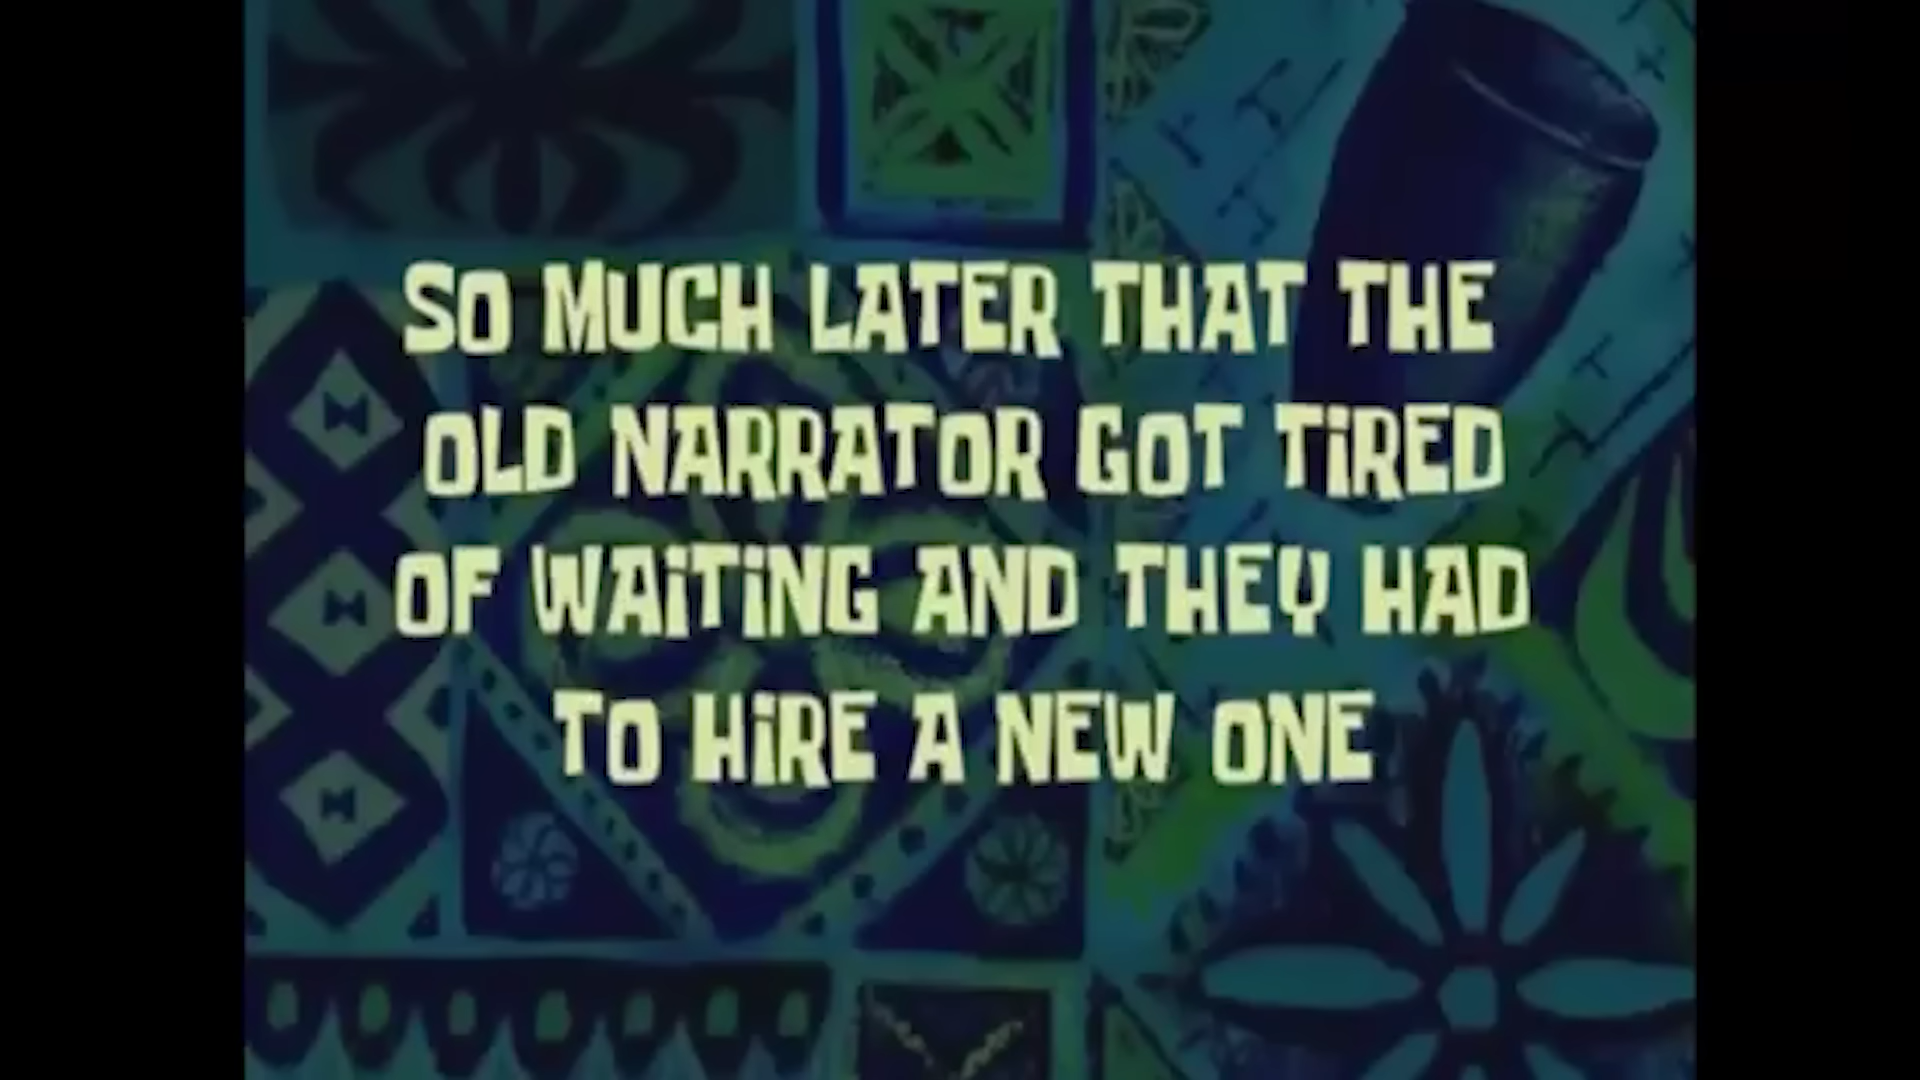 SO MUCH LATER THAT THE
OLD NARRATOR GOT TiRED
OF WAiTiNG AND THEY HAD
TO HiRE A NEW ONE